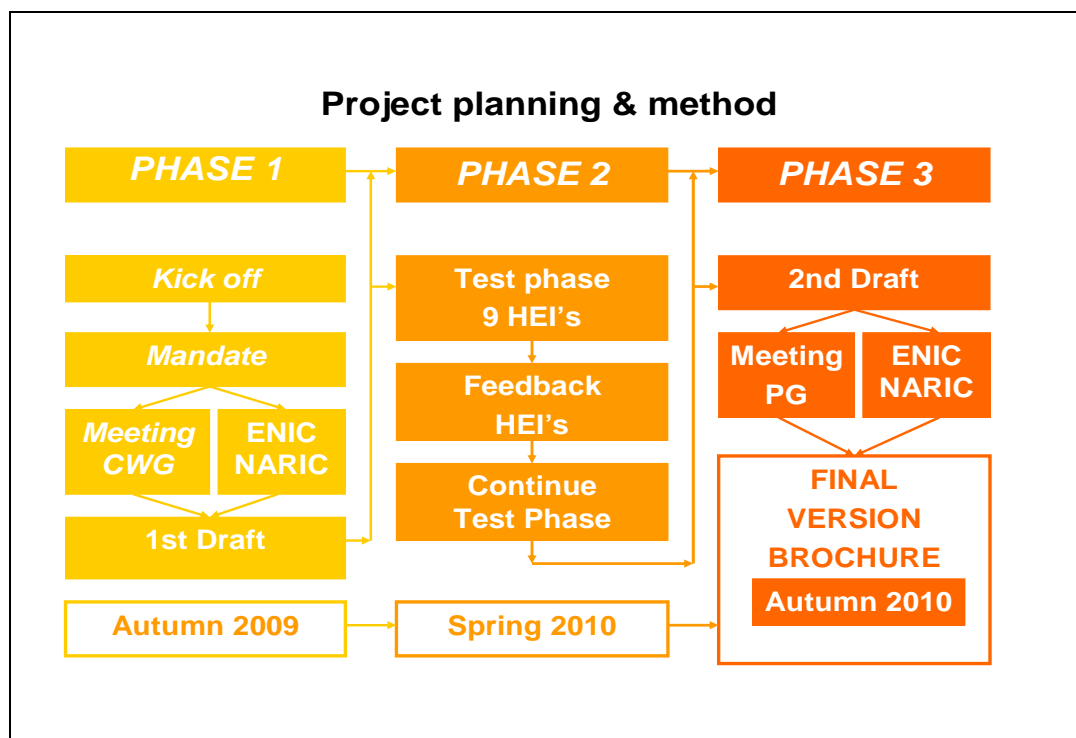 Project planning & method
PHASE 1
PHASE 2
PHASE 3
Kick off
Mandate
Meeting
CWG
ENIC
NARIC
1st Draft
Autumn 2009
Test phase
9 HEI's
Feedback
HEI's
Continue
Test Phase
Spring 2010
2nd Draft
Meeting
PG
ENIC
NARIC
FINAL
VERSION
BROCHURE
Autumn 2010